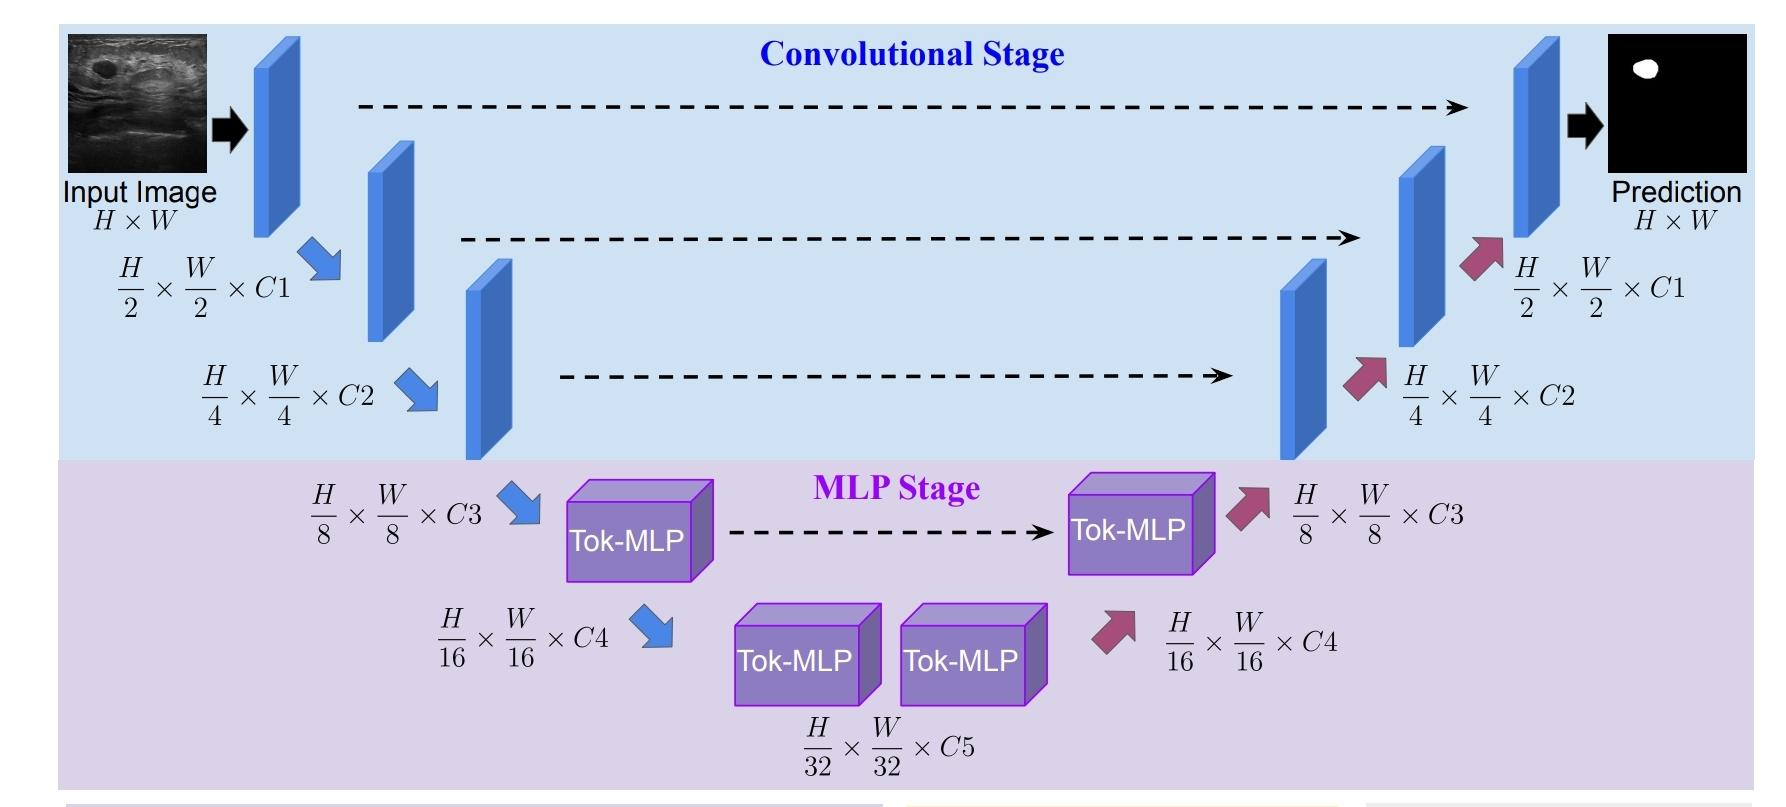 Convolutional Stage
Input Image
H × W
Prediction
H × W
H/2 × W/2 × C1
H/2 × W/2 × C1
H/4 × W/4 × C2
H/4 × W/4 × C2
MLP Stage
H/8 × W/8 × C3
Tok-MLP
Tok-MLP
H/8 × W/8 × C3
H/16 × W/16 × C4
Tok-MLP
Tok-MLP
H/16 × W/16 × C4
H/32 × W/32 × C5